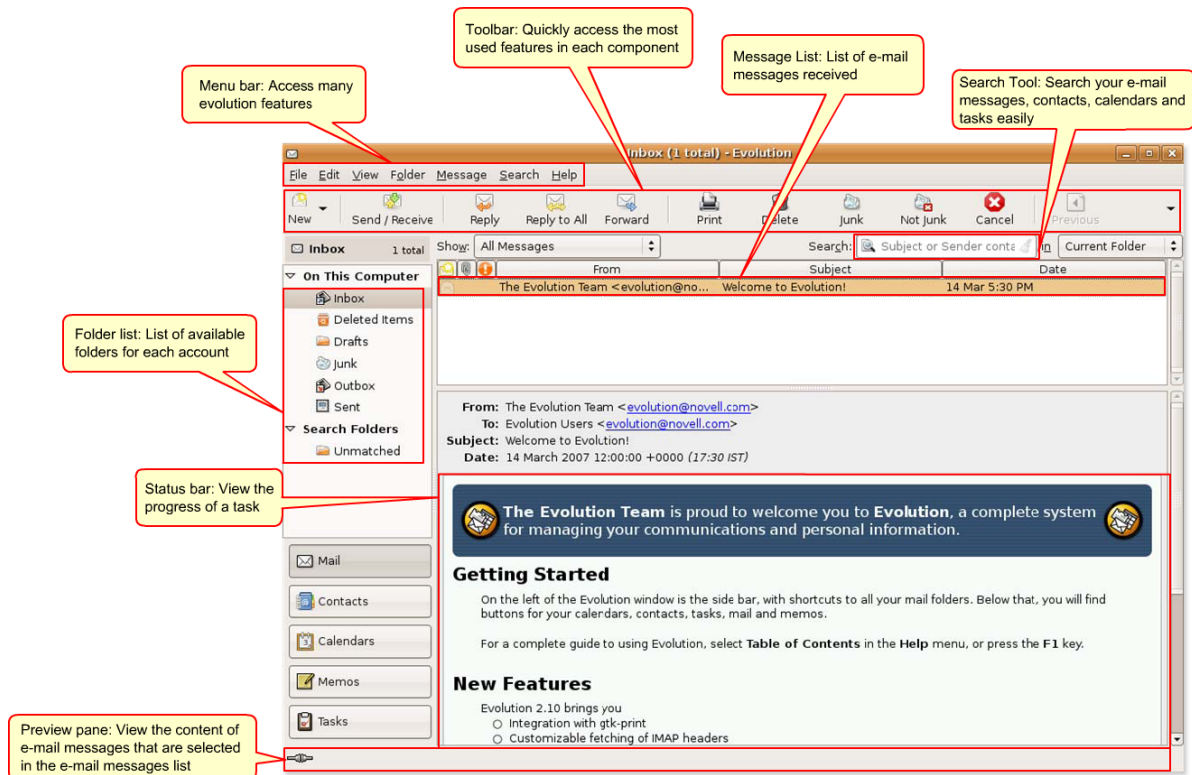 Toolbar: Quickly access the most
used features in each component
Message List: List of e-mail
messages received
Menu bar: Access many
evolution features
Search Tool: Search your e-mail
messages, contacts, calendars and
tasks easily
Inbox (1 total) - Evolution
File Edit View Folder Message Search Help
New Send / Receive Reply Reply to All Forward Print Delete Junk Not Junk Cancel Previous
Inbox 1 total
Show: All Messages Search: Subject or Sender conta in Current Folder
From Subject Date
The Evolution Team <evolution@no... Welcome to Evolution! 14 Mar 5:30 PM
On This Computer
Inbox
Deleted Items
Drafts
Junk
Outbox
Sent
Search Folders
Unmatched
Folder list: List of available
folders for each account
From: The Evolution Team <evolution@novell.com>
To: Evolution Users <evolution@novell.com>
Subject: Welcome to Evolution!
Date: 14 March 2007 12:00:00 +0000 (17:30 IST)
Status bar: View the
progress of a task
The Evolution Team is proud to welcome you to Evolution, a complete system
for managing your communications and personal information.
Getting Started
On the left of the Evolution window is the side bar, with shortcuts to all your mail folders. Below that, you will find
buttons for your calendars, contacts, tasks, mail and memos.
For a complete guide to using Evolution, select Table of Contents in the Help menu, or press the F1 key.
New Features
Evolution 2.10 brings you
Integration with gtk-print
Customizable fetching of IMAP headers
Mail
Contacts
Calendars
Memos
Tasks
Preview pane: View the content of
e-mail messages that are selected
in the e-mail messages list